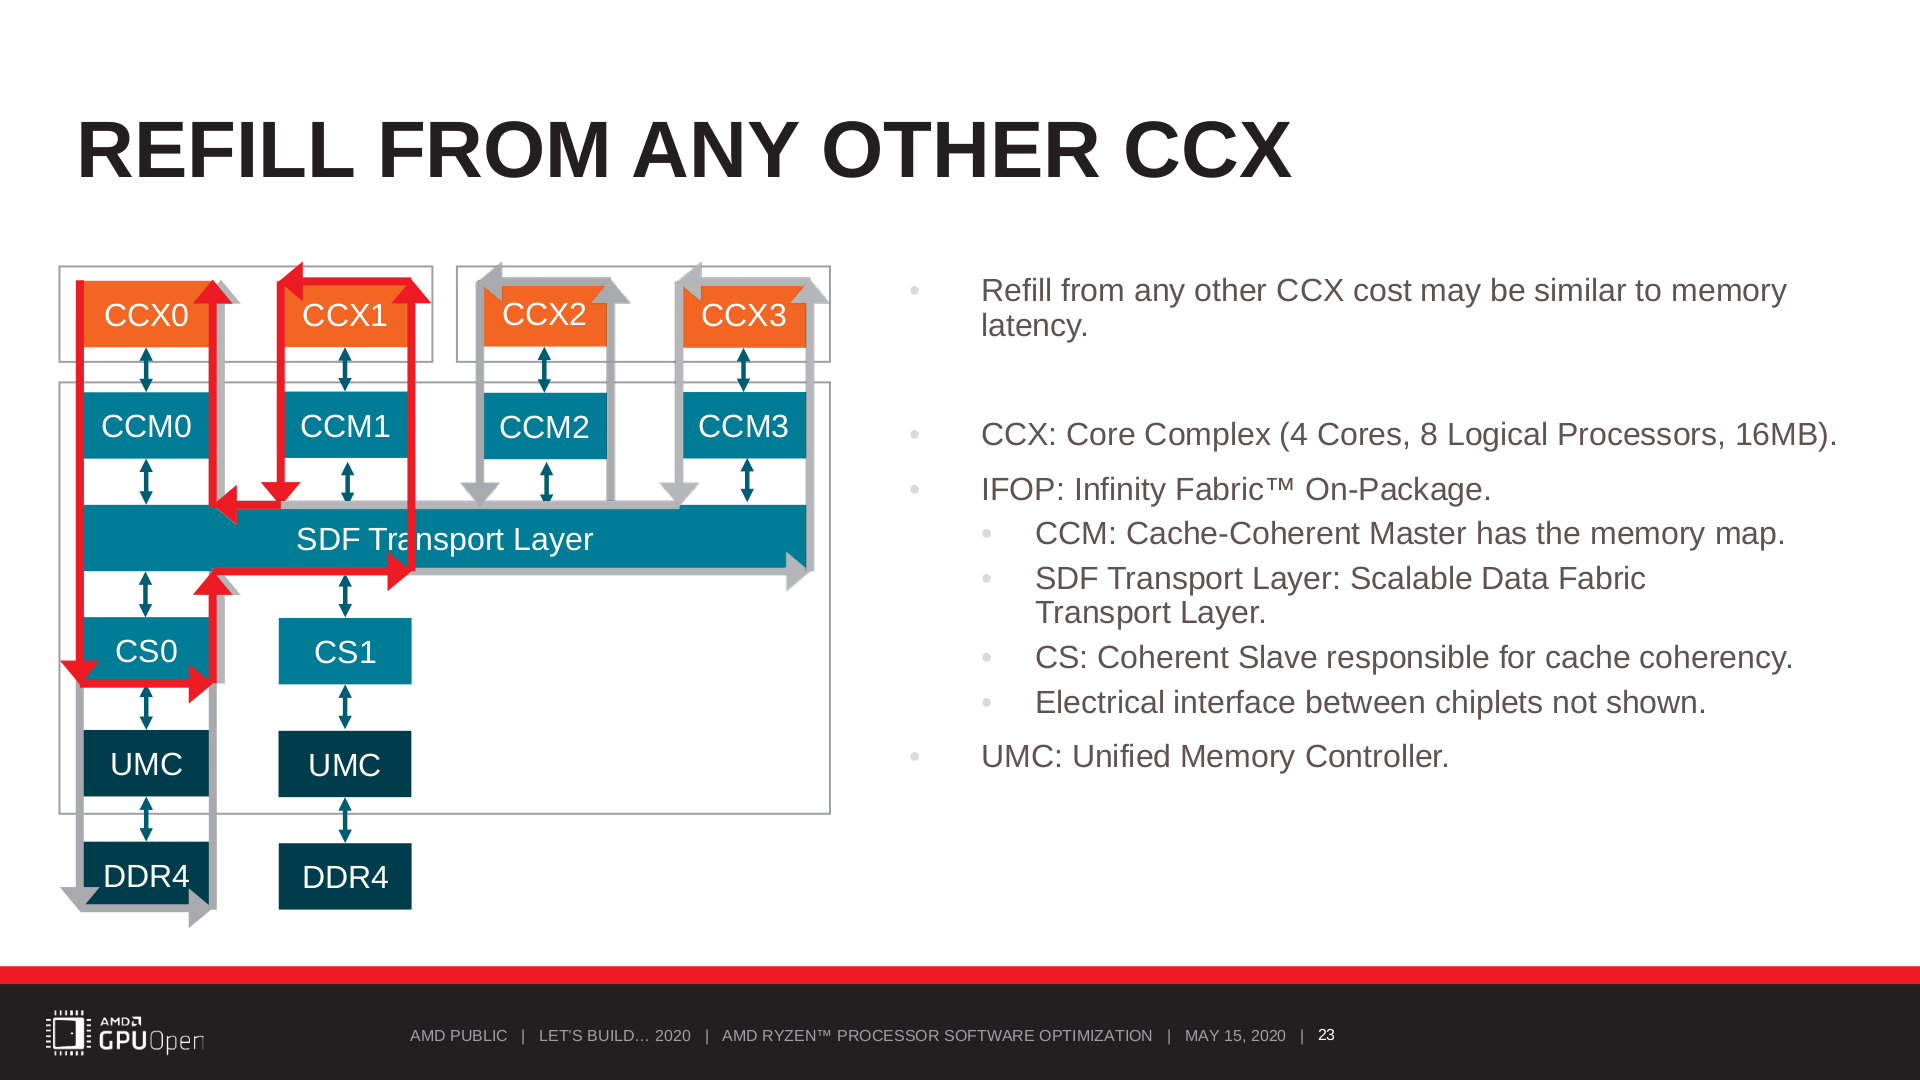 REFILL FROM ANY OTHER CCX
CCX0
CCX1
CCX2
CCX3
CCM0
CCM1
CCM2
CCM3
SDF Transport Layer
CS0
CS1
UMC
UMC
DDR4
DDR4
• Refill from any other CCX cost may be similar to memory
latency.
• CCX: Core Complex (4 Cores, 8 Logical Processors, 16MB).
• IFOP: Infinity Fabric™ On-Package.
• CCM: Cache-Coherent Master has the memory map.
• SDF Transport Layer: Scalable Data Fabric
Transport Layer.
• CS: Coherent Slave responsible for cache coherency.
• Electrical interface between chiplets not shown.
• UMC: Unified Memory Controller.
AMD
GPUOpen
AMD PUBLIC | LET’S BUILD… 2020 | AMD RYZEN™ PROCESSOR SOFTWARE OPTIMIZATION | MAY 15, 2020 | 23